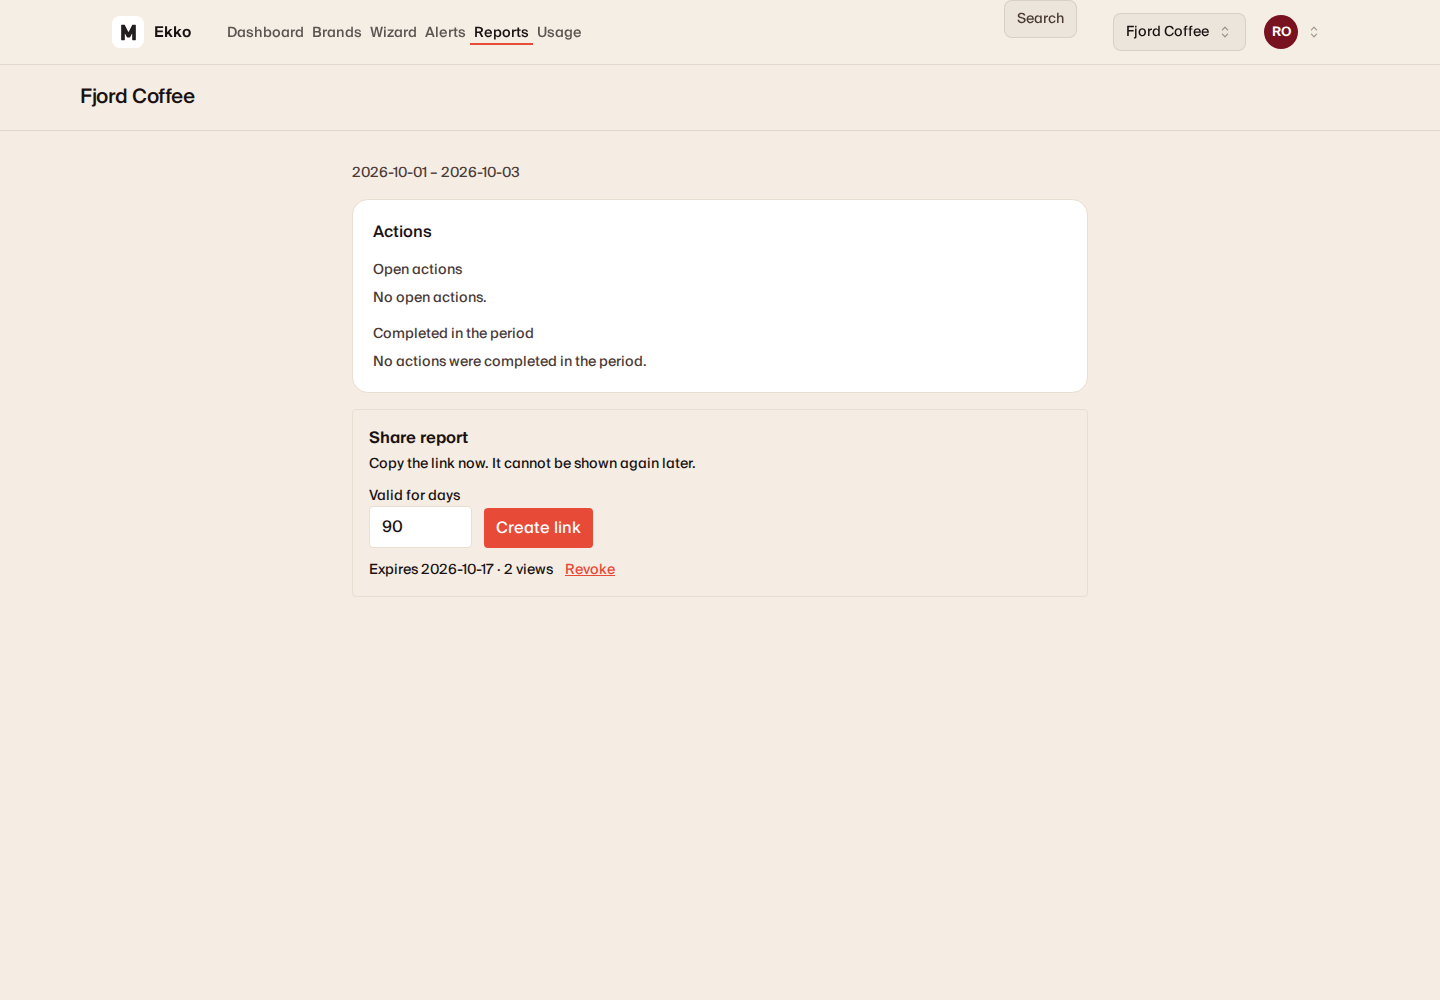 M Ekko Dashboard Brands Wizard Alerts Reports Usage Search Fjord Coffee RO
Fjord Coffee
2026-10-01 – 2026-10-03
Actions
Open actions
No open actions.
Completed in the period
No actions were completed in the period.
Share report
Copy the link now. It cannot be shown again later.
Valid for days
90 Create link
Expires 2026-10-17 · 2 views Revoke